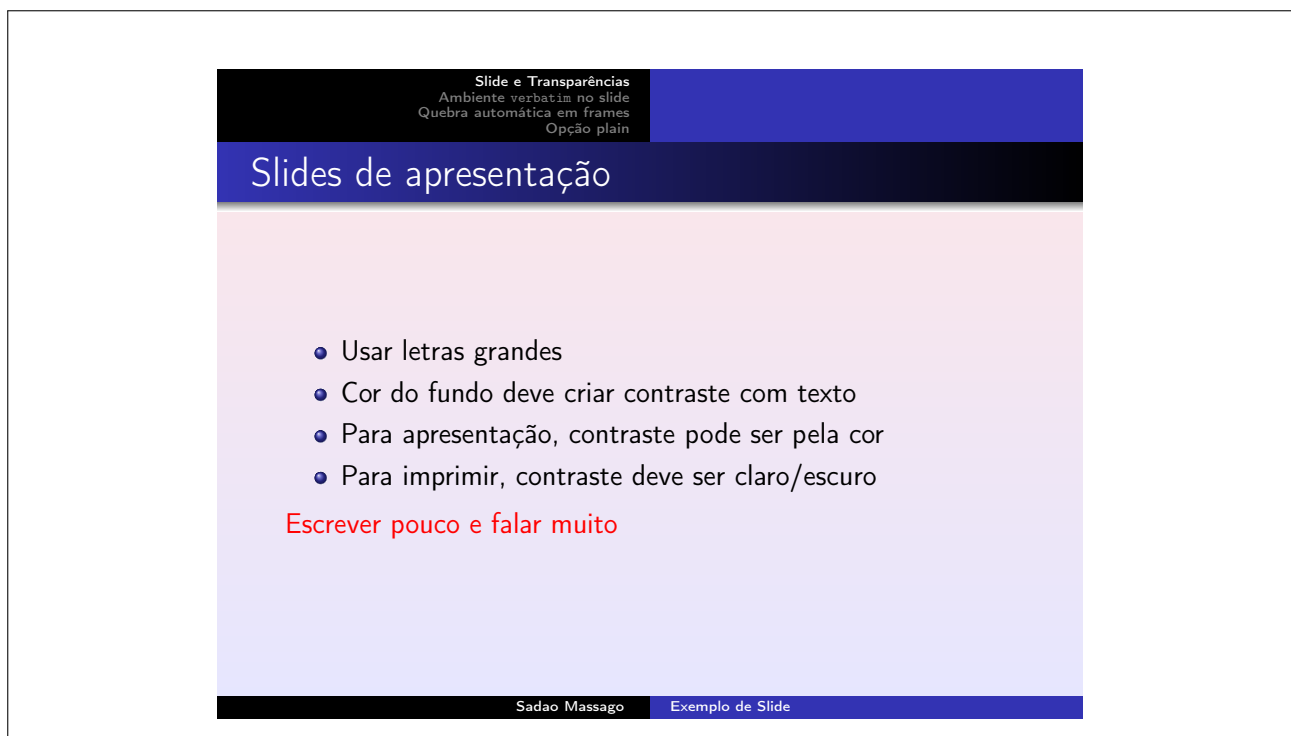 Slide e Transparências
Ambiente verbatim no slide
Quebra automática em frames
Opção plain
Slides de apresentação
Usar letras grandes
Cor do fundo deve criar contraste com texto
Para apresentação, contraste pode ser pela cor
Para imprimir, contraste deve ser claro/escuro
Escrever pouco e falar muito
Sadao Massago Exemplo de Slide